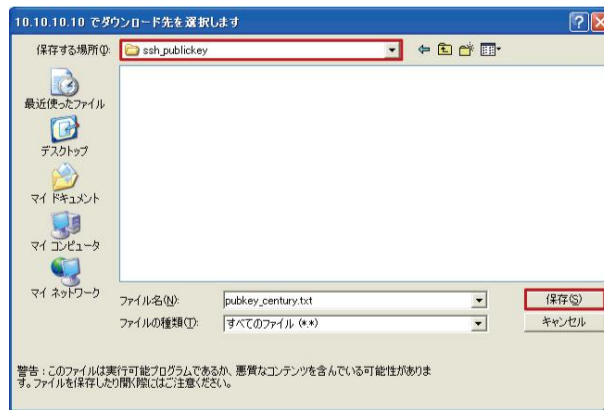 10.10.10.10 でダウンロード先を選択します
保存する場所(I):
ssh_publickey
最近使ったファイル
デスクトップ
マイ ドキュメント
マイ コンピュータ
マイ ネットワーク
ファイル名(N):
pubkey_century.txt
保存(S)
ファイルの種類(T):
すべてのファイル (*.*)
キャンセル
警告：このファイルは実行可能プログラムであるか、悪質なコンテンツを含んでいる可能性がありま
す。ファイルを保存したり開く際にはご注意ください。